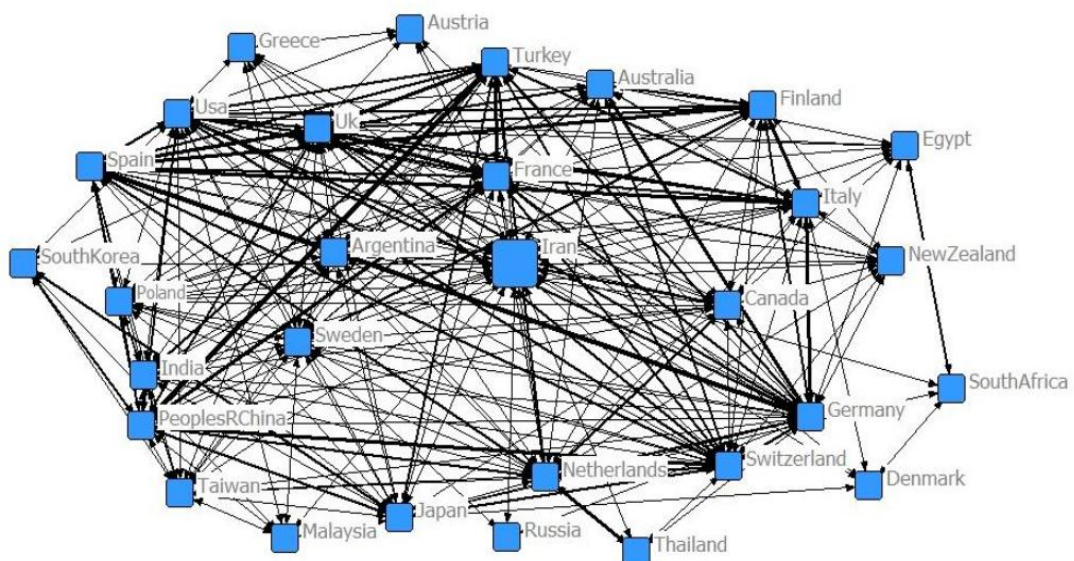 Austria
Greece
Turkey
Australia
Finland
Usa
Uk
Egypt
Spain
France
Italy
Argentina
Iran
SouthKorea
NewZealand
Poland
Canada
Sweden
India
SouthAfrica
PeoplesRChina
Germany
Netherlands
Switzerland
Taiwan
Denmark
Japan
Malaysia
Russia
Thailand